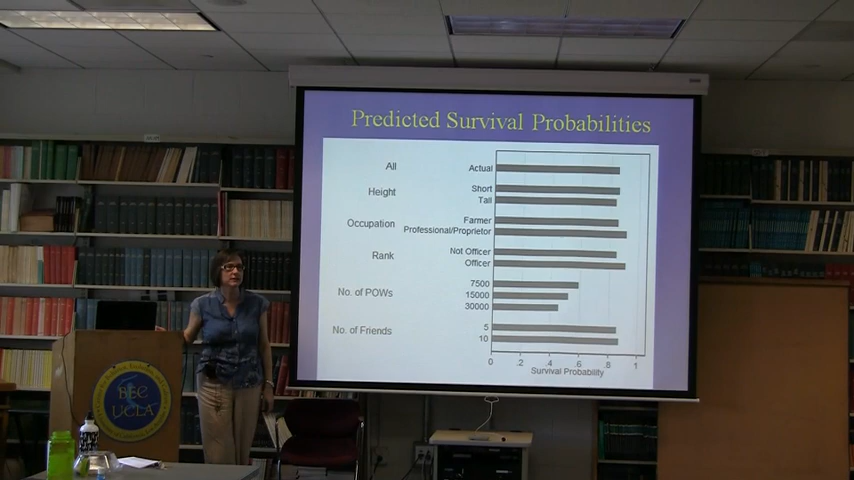 Predicted Survival Probabilities
All Actual
Height Short
Tall
Occupation Farmer
Professional/Proprietor
Rank Not Officer
Officer
No. of POWs 7500
15000
30000
No. of Friends 5
10
0 .2 .4 .6 .8 1
Survival Probability
BEC
UCLA